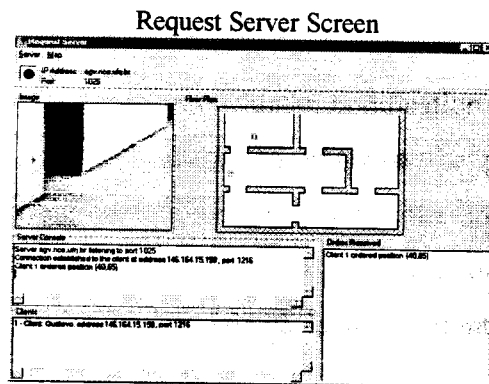 Request Server Screen
Request Server
Server Map
IP Address: agv.nce.ufrj.br
Port 1025
Image
Floor Plan
Server Console
Server agv.nce.ufrj.br listening to port 1025
Connection established to the client at address 146.164.15.199, port 1216
Client 1 ordered position (40,65)
Orders Received
Client 1 ordered position (40,65)
Clients
1 - Client: Gustavo, address 146.164.15.199, port 1216